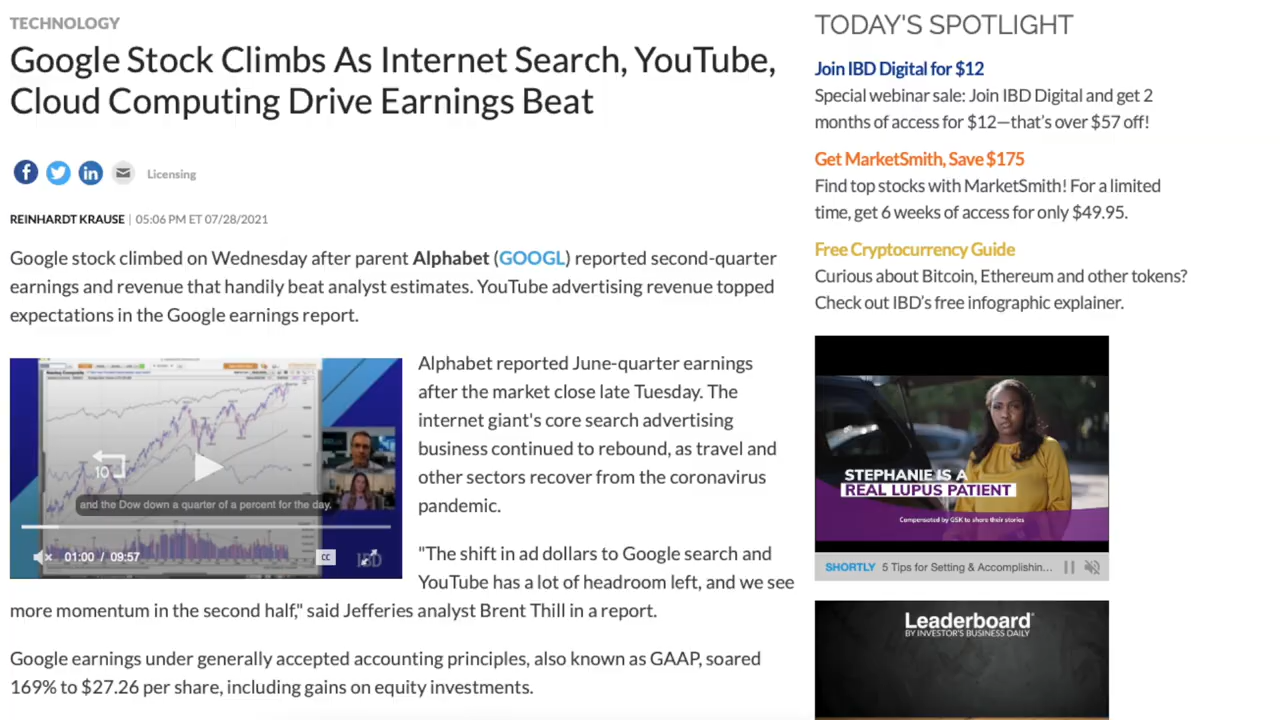 TECHNOLOGY
Google Stock Climbs As Internet Search, YouTube,
Cloud Computing Drive Earnings Beat
Licensing
REINHARDT KRAUSE | 05:06 PM ET 07/28/2021
Google stock climbed on Wednesday after parent Alphabet (GOOGL) reported second-quarter
earnings and revenue that handily beat analyst estimates. YouTube advertising revenue topped
expectations in the Google earnings report.
10
and the Dow down a quarter of a percent for the day.
01:00 / 09:57
CC
IBD
Alphabet reported June-quarter earnings
after the market close late Tuesday. The
internet giant's core search advertising
business continued to rebound, as travel and
other sectors recover from the coronavirus
pandemic.
"The shift in ad dollars to Google search and
YouTube has a lot of headroom left, and we see
more momentum in the second half," said Jefferies analyst Brent Thill in a report.
Google earnings under generally accepted accounting principles, also known as GAAP, soared
169% to $27.26 per share, including gains on equity investments.
TODAY'S SPOTLIGHT
Join IBD Digital for $12
Special webinar sale: Join IBD Digital and get 2
months of access for $12—that's over $57 off!
Get MarketSmith, Save $175
Find top stocks with MarketSmith! For a limited
time, get 6 weeks of access for only $49.95.
Free Cryptocurrency Guide
Curious about Bitcoin, Ethereum and other tokens?
Check out IBD's free infographic explainer.
STEPHANIE IS A
REAL LUPUS PATIENT
Compensated by GSK to share their stories
SHORTLY 5 Tips for Setting & Accomplishin...
Leaderboard
BY INVESTOR'S BUSINESS DAILY